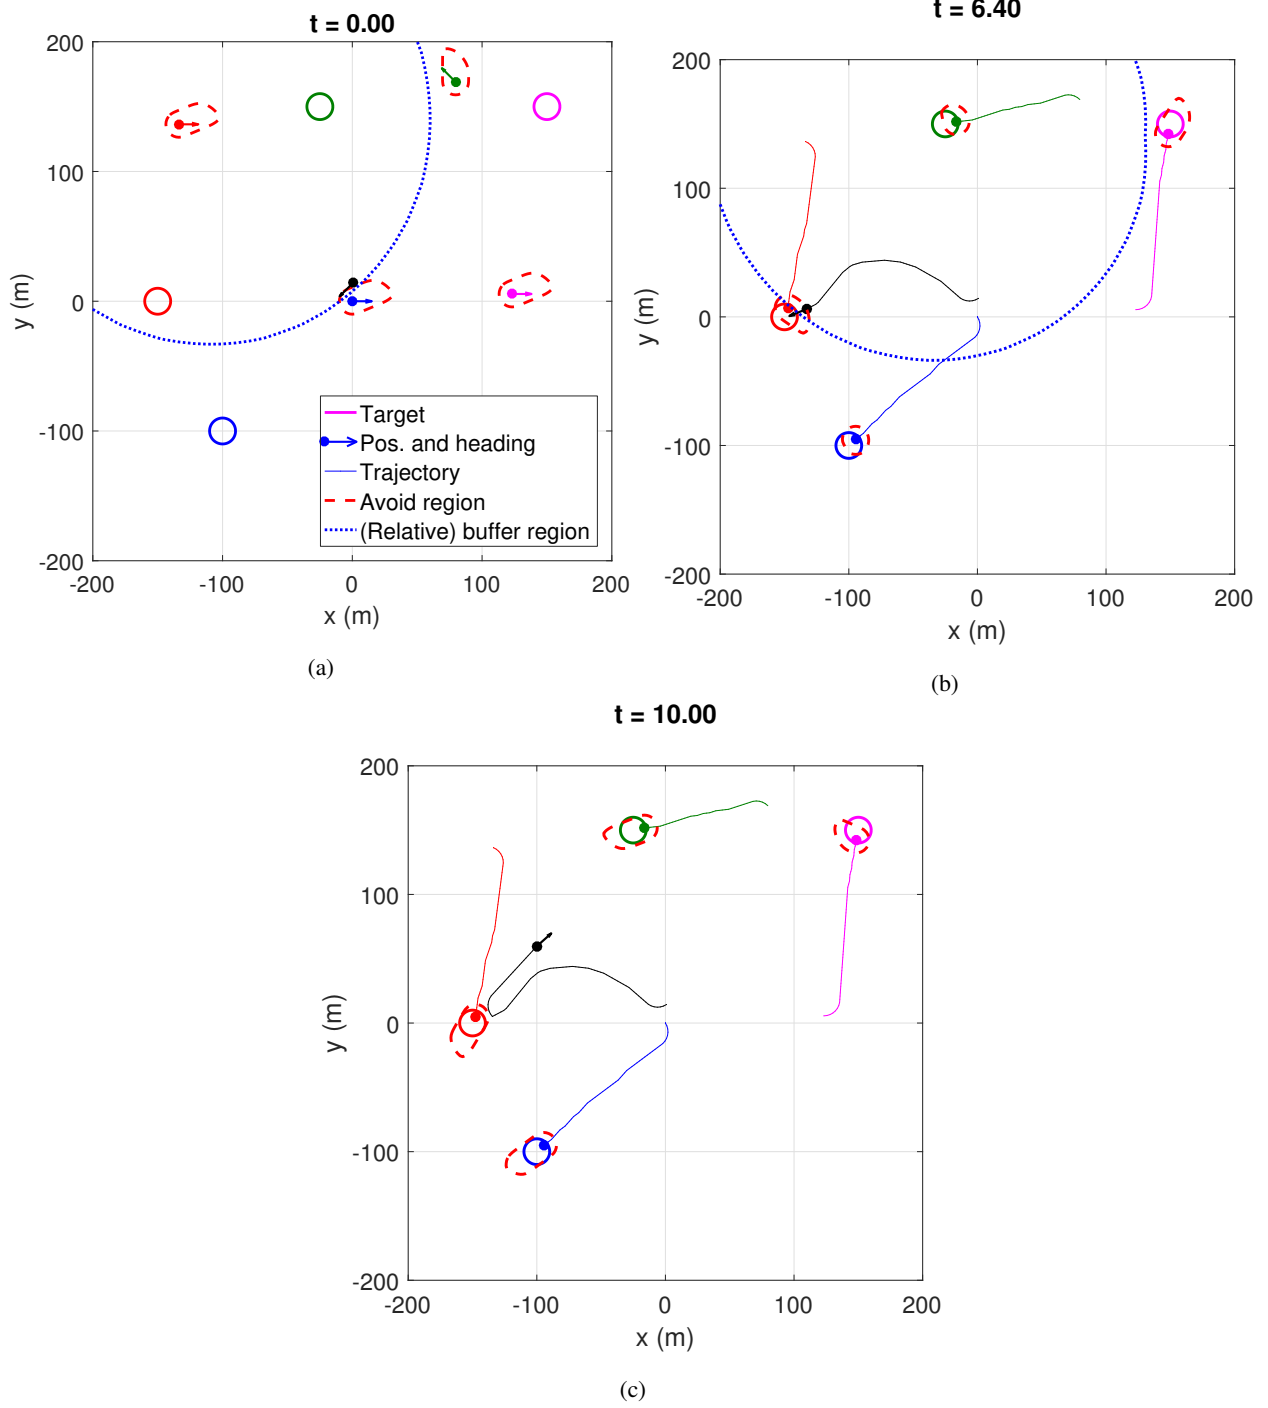 t = 0.00
200
100
0
-100
-200
y (m)
Target
Pos. and heading
Trajectory
Avoid region
(Relative) buffer region
-200 -100 0 100 200
x (m)
(a)
t = 6.40
200
100
0
-100
-200
y (m)
-200 -100 0 100 200
x (m)
(b)
t = 10.00
200
100
0
-100
-200
y (m)
-200 -100 0 100 200
x (m)
(c)